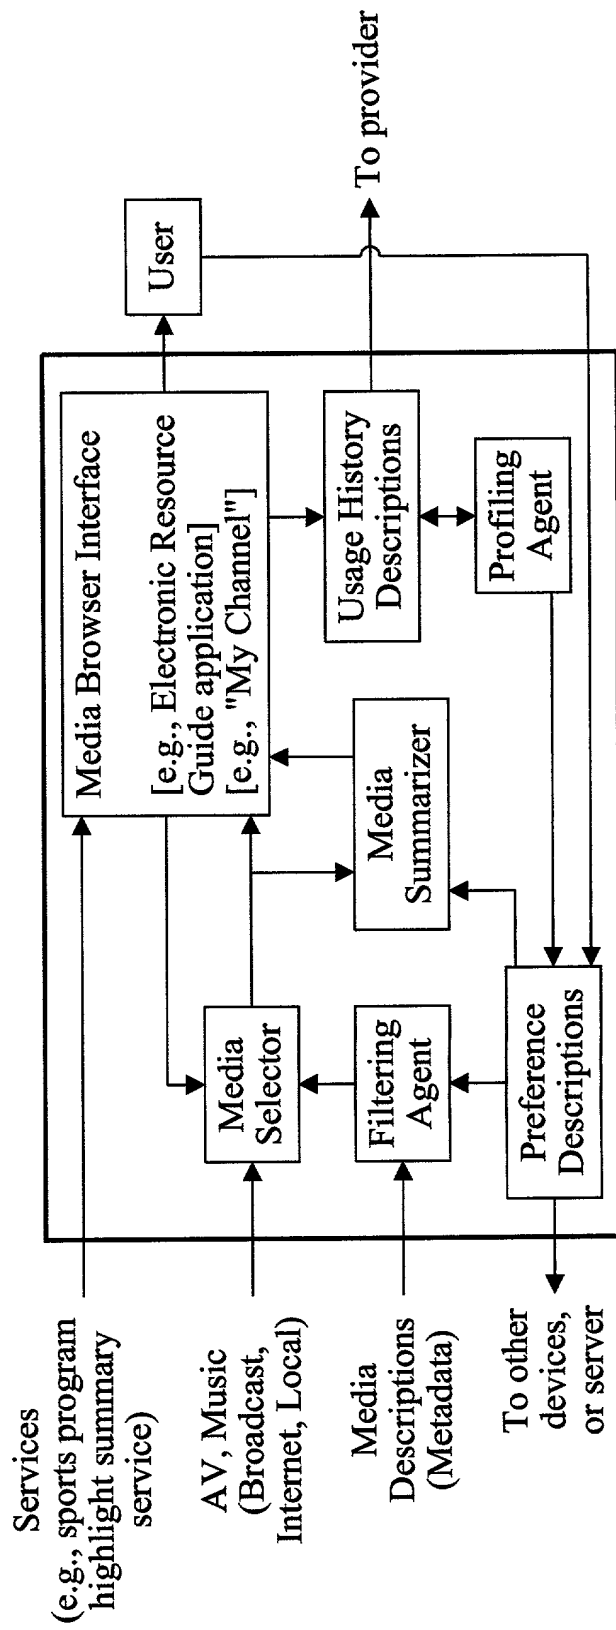 Services
(e.g., sports program
highlight summary
service)
AV, Music
(Broadcast,
Internet, Local)
Media
Descriptions
(Metadata)
To other
devices,
or server
Media Browser Interface
[e.g., Electronic Resource
Guide application]
[e.g., "My Channel"]
Media
Selector
Filtering
Agent
Preference
Descriptions
Media
Summarizer
Usage History
Descriptions
Profiling
Agent
User
To provider